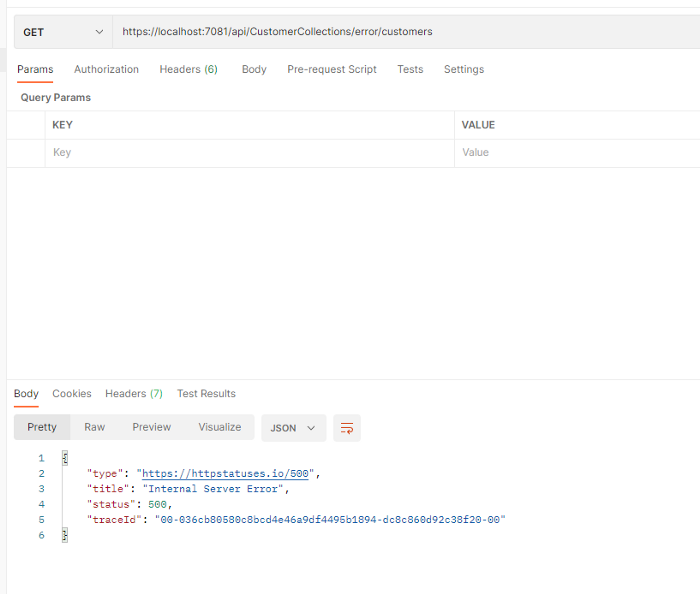 GET https://localhost:7081/api/CustomerCollections/error/customers
Params Authorization Headers (6) Body Pre-request Script Tests Settings
Query Params
KEY VALUE
Key Value
Body Cookies Headers (7) Test Results
Pretty Raw Preview Visualize JSON
1 {
2 "type": "https://httpstatuses.io/500",
3 "title": "Internal Server Error",
4 "status": 500,
5 "traceId": "00-036cb80580c8bcd4e46a9df4495b1894-dc8c860d92c38f20-00"
6 }